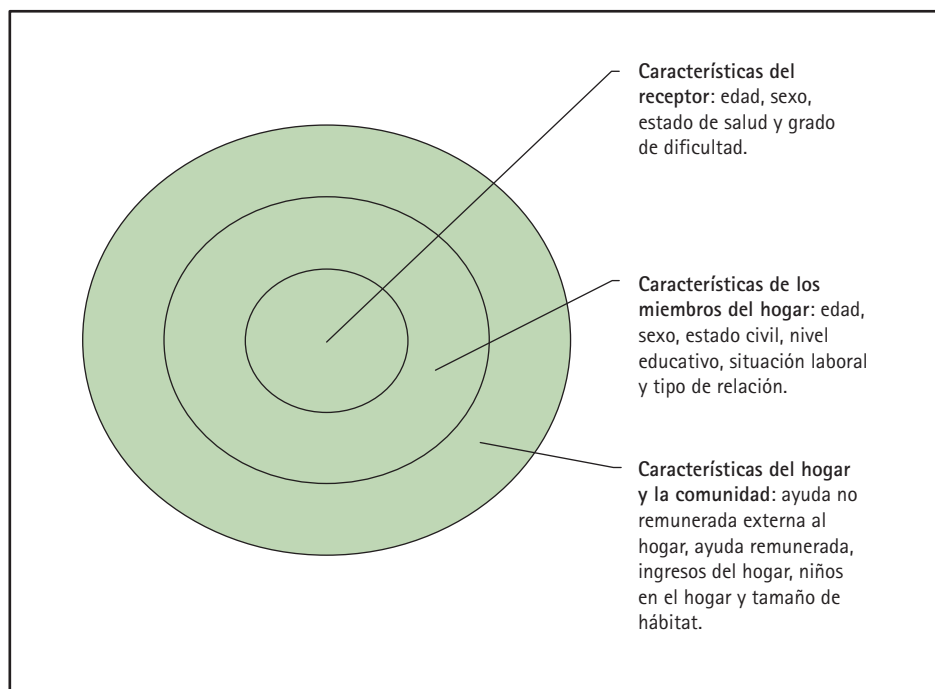 Características del
receptor: edad, sexo,
estado de salud y grado
de dificultad.
Características de los
miembros del hogar: edad,
sexo, estado civil, nivel
educativo, situación laboral
y tipo de relación.
Características del hogar
y la comunidad: ayuda no
remunerada externa al
hogar, ayuda remunerada,
ingresos del hogar, niños
en el hogar y tamaño de
hábitat.